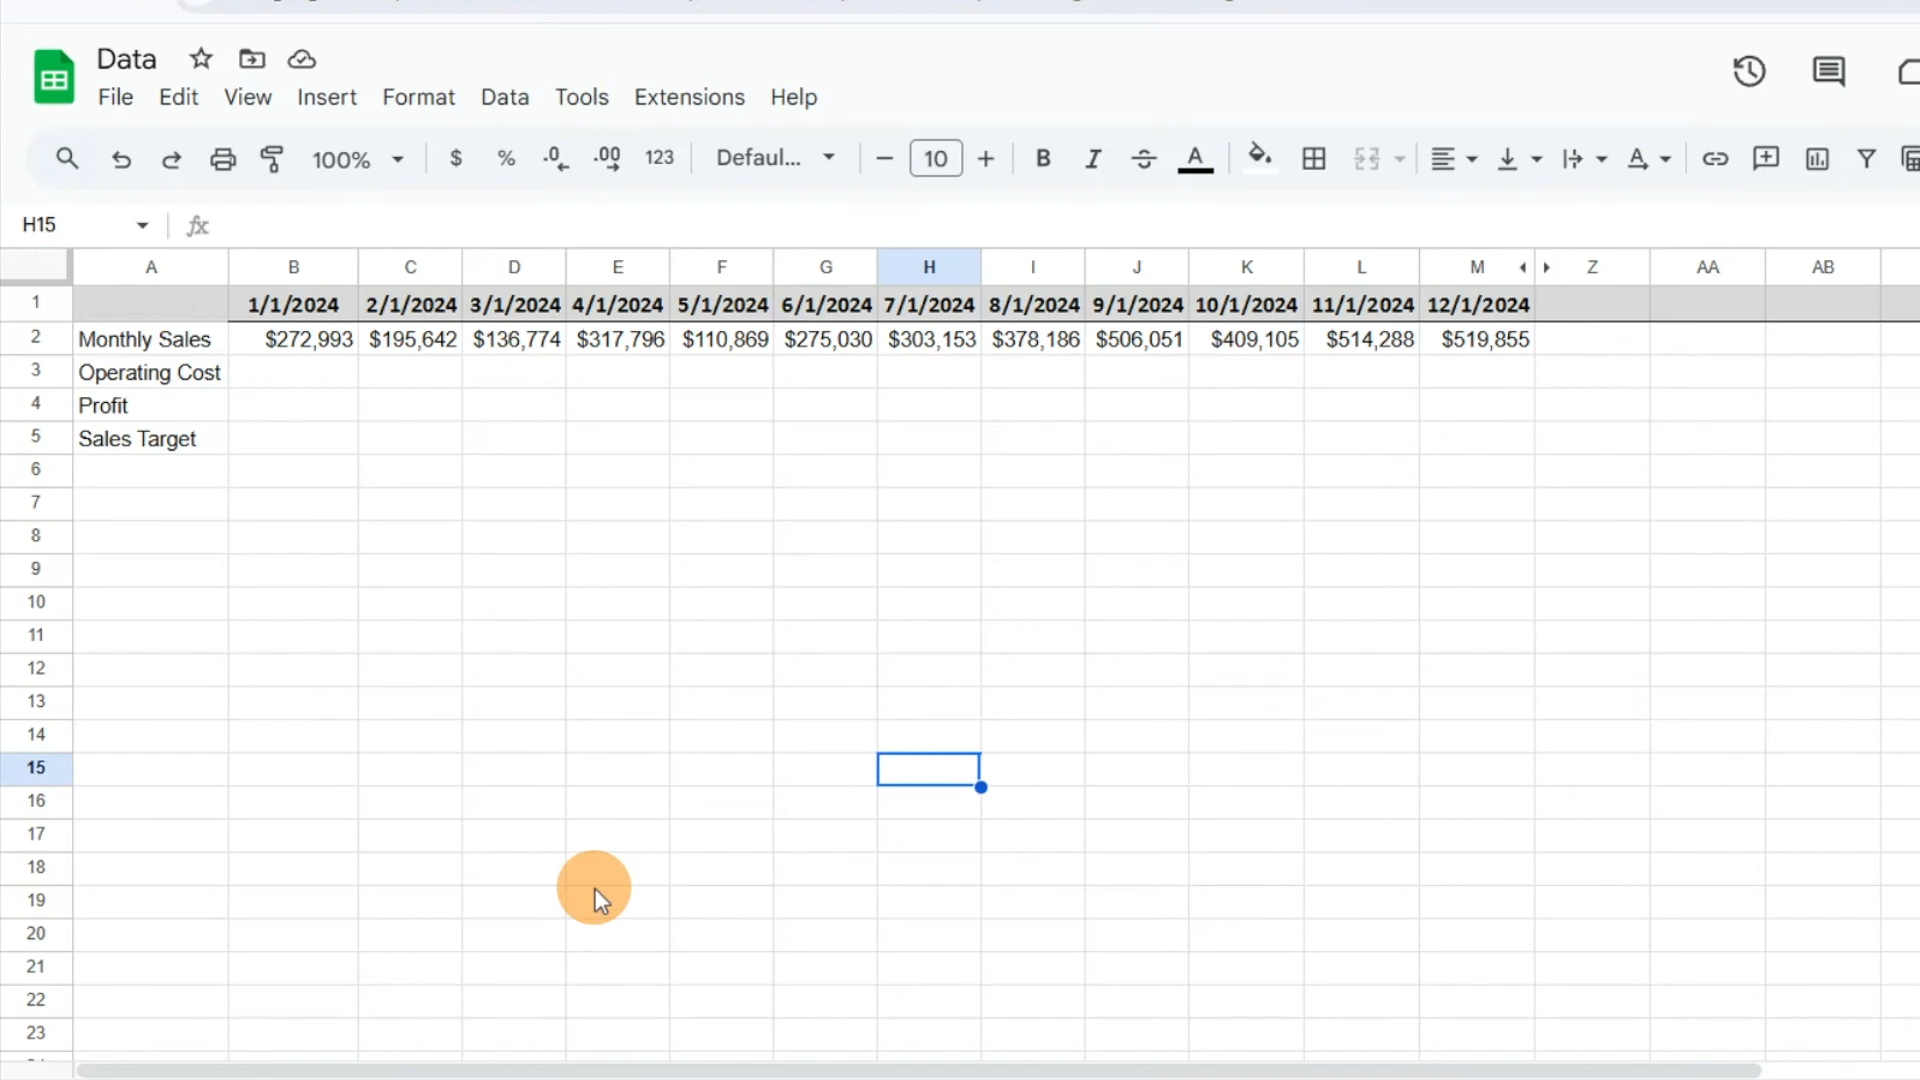 Data
File Edit View Insert Format Data Tools Extensions Help
100% $ % .0 .00 123 Defaul... 10 B I A A
H15 fx
A B C D E F G H I J K L M Z AA AB
1 1/1/2024 2/1/2024 3/1/2024 4/1/2024 5/1/2024 6/1/2024 7/1/2024 8/1/2024 9/1/2024 10/1/2024 11/1/2024 12/1/2024
2 Monthly Sales $272,993 $195,642 $136,774 $317,796 $110,869 $275,030 $303,153 $378,186 $506,051 $409,105 $514,288 $519,855
3 Operating Cost
4 Profit
5 Sales Target
6
7
8
9
10
11
12
13
14
15
16
17
18
19
20
21
22
23